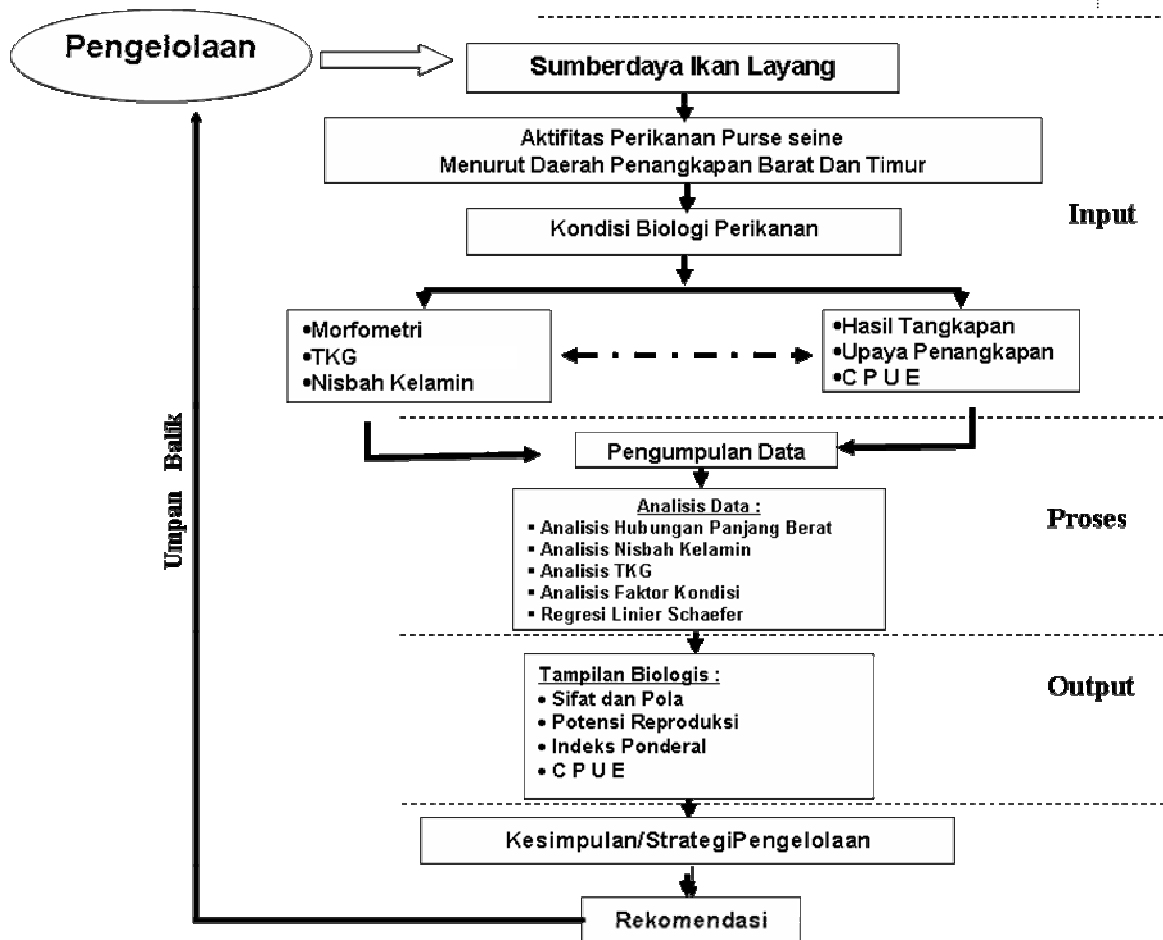 Pengelolaan
Sumberdaya Ikan Layang
Aktifitas Perikanan Purse seine
Menurut Daerah Penangkapan Barat Dan Timur
Input
Kondisi Biologi Perikanan
•Morfometri
•TKG
•Nisbah Kelamin
•Hasil Tangkapan
•Upaya Penangkapan
•C P U E
Umpan Balik
Pengumpulan Data
Proses
Analisis Data :
▪ Analisis Hubungan Panjang Berat
▪ Analisis Nisbah Kelamin
▪ Analisis TKG
▪ Analisis Faktor Kondisi
▪ Regresi Linier Schaefer
Output
Tampilan Biologis :
• Sifat dan Pola
• Potensi Reproduksi
• Indeks Ponderal
• C P U E
Kesimpulan/StrategiPengelolaan
Rekomendasi